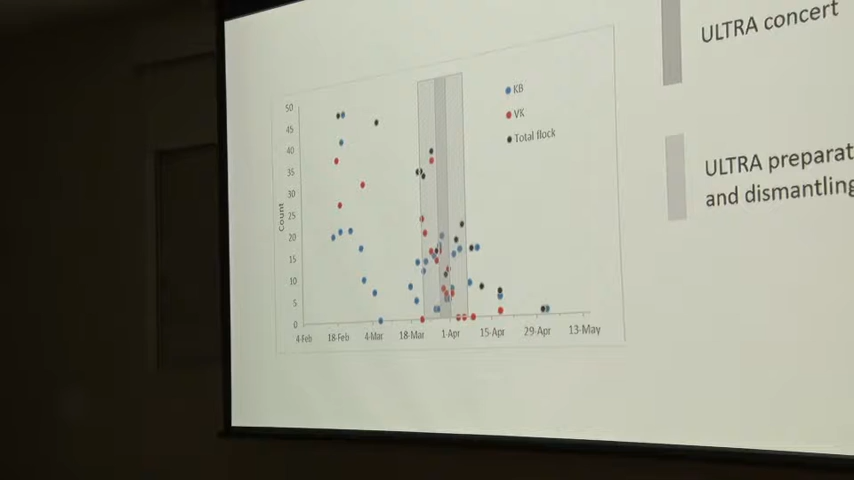 ULTRA concert
KB
VK
Total flock
ULTRA
and dismantling
50
45
40
35
30
25
20
15
10
5
0
Count
4-Feb 18-Feb 4-Mar 18-Mar 1-Apr 15-Apr 29-Apr 13-May